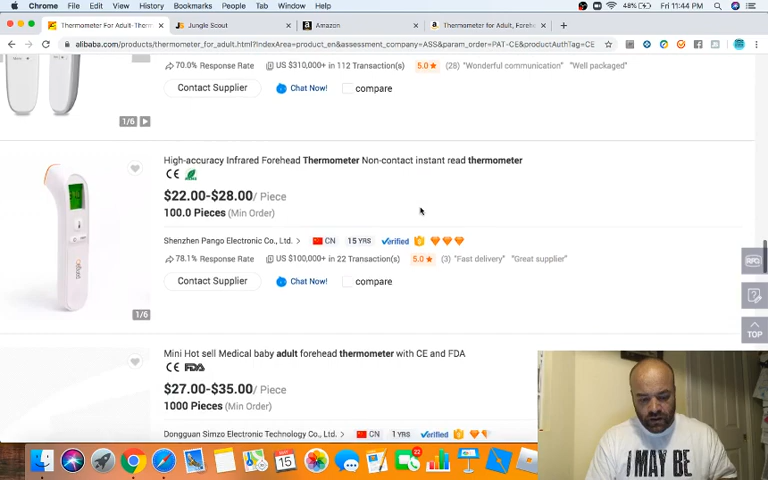 Chrome File Edit View History Bookmarks People Tab Window Help 48% Fri 11:44 PM
Thermometer For Adult-Therm Jungle Scout Amazon Thermometer for Adult, Foreh
alibaba.com/products/thermometer_for_adult.html?IndexArea=product_en&assessment_company=ASS&param_order=PAT-CE&productAuthTag=CE
70.0% Response Rate US $310,000+ in 112 Transaction(s) 5.0 (28) "Wonderful communication" "Well packaged"
Contact Supplier Chat Now! compare
1/6
High-accuracy Infrared Forehead Thermometer Non-contact instant read thermometer
CE
$22.00-$28.00/ Piece
100.0 Pieces (Min Order)
Shenzhen Pango Electronic Co., Ltd. > CN 15 YRS Verified
78.1% Response Rate US $100,000+ in 22 Transaction(s) 5.0 (3) "Fast delivery" "Great supplier"
RFQ
Contact Supplier Chat Now! compare
1/6
TOP
Mini Hot sell Medical baby adult forehead thermometer with CE and FDA
CE FDA
$27.00-$35.00/ Piece
1000 Pieces (Min Order)
Dongguan Simzo Electronic Technology Co., Ltd. > CN 1 YRS Verified
I MAY BE